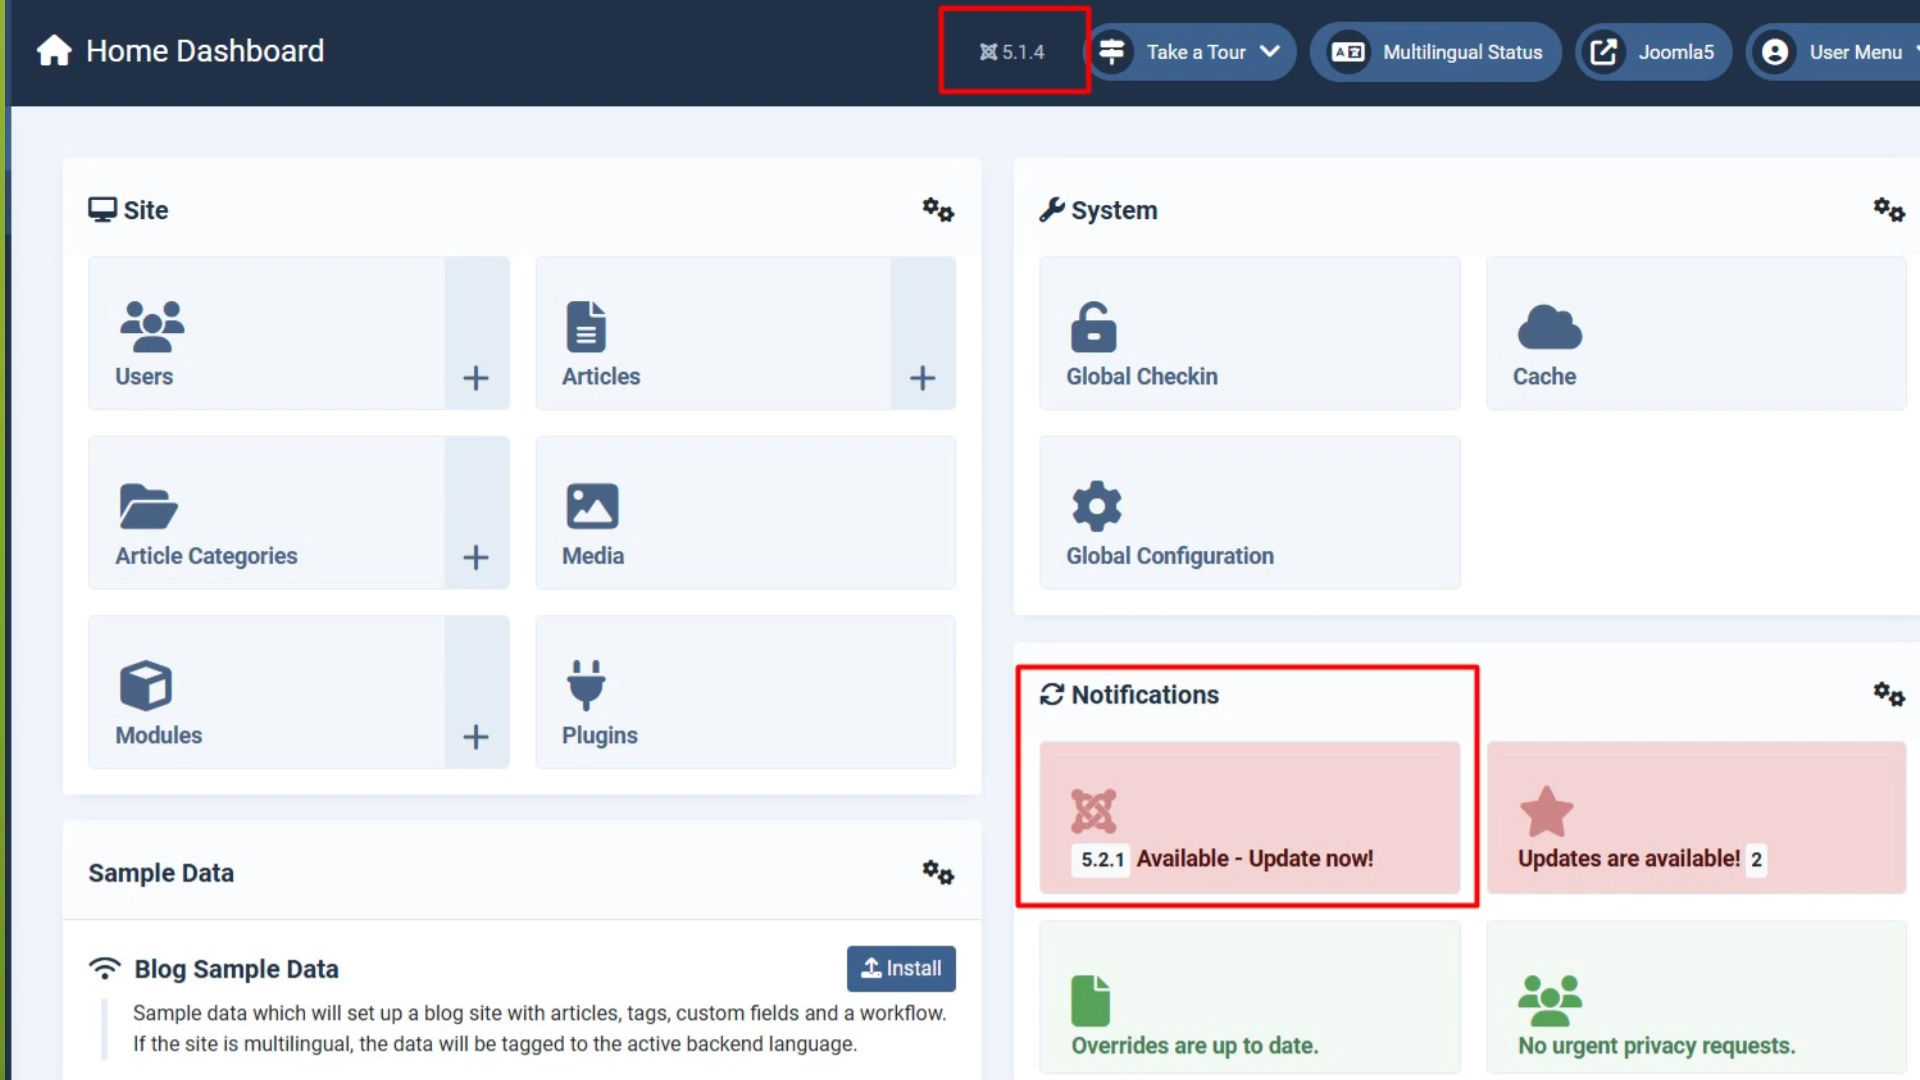 Home Dashboard
5.1.4
Take a Tour
Multilingual Status
Joomla5
User Menu
Site
Users
Articles
Article Categories
Media
Modules
Plugins
System
Global Checkin
Cache
Global Configuration
Notifications
5.2.1 Available - Update now!
Updates are available! 2
Overrides are up to date.
No urgent privacy requests.
Sample Data
Blog Sample Data
Install
Sample data which will set up a blog site with articles, tags, custom fields and a workflow.
If the site is multilingual, the data will be tagged to the active backend language.